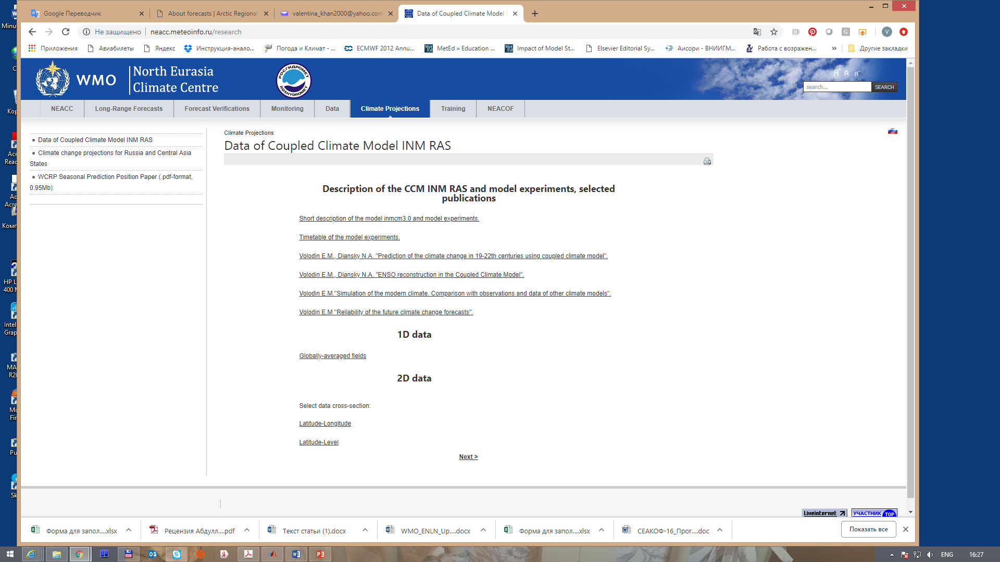 Google Переводчик
About forecasts | Arctic Regional
valentina_khan2000@yahoo.com
Data of Coupled Climate Model
Не защищено
neacc.meteoinfo.ru/research
V
Приложения
Авиабилеты
Яндекс
Инструкция-анало...
Погода и Климат - ...
ECMWF 2012 Annu...
MetEd » Education ...
Impact of Model St...
Elsevier Editorial Sy...
Аисори - ВНИИГМ...
Работа с возражен...
»
Другие закладки
WMO
North Eurasia
Climate Centre
РОСГИДРОМЕТ
ROSHYDROMET
A+ A A-
search...
SEARCH
NEACC
Long-Range Forecasts
Forecast Verifications
Monitoring
Data
Climate Projections
Training
NEACOF
Data of Coupled Climate Model INM RAS
Climate change projections for Russia and Central Asia
States
WCRP Seasonal Prediction Position Paper (.pdf-format,
0.95Mb)
Climate Projections
Data of Coupled Climate Model INM RAS
Description of the CCM INM RAS and model experiments, selected
publications
Short description of the model inmcm3.0 and model experiments.
Timetable of the model experiments.
Volodin E.M., Diansky N.A. "Prediction of the climate change in 19-22th centuries using coupled climate model".
Volodin E.M., Diansky N.A. "ENSO reconstruction in the Coupled Climate Model".
Volodin E.M."Simulation of the modern climate. Comparison with observations and data of other climate models".
Volodin E.M "Reliability of the future climate change forecasts".
1D data
Globally-averaged fields
2D data
Select data cross-section:
Latitude-Longitude
Latitude-Level
Next >
Liveinternet
УЧАСТНИК TOP
Форма для запол....xlsx
Рецензия Абдулл....pdf
Текст статьи (1).docx
WMO_ENLN_Up....docx
Форма для запол....xlsx
СЕАКОФ-16_Прог....doc
Показать все
ENG
16:27